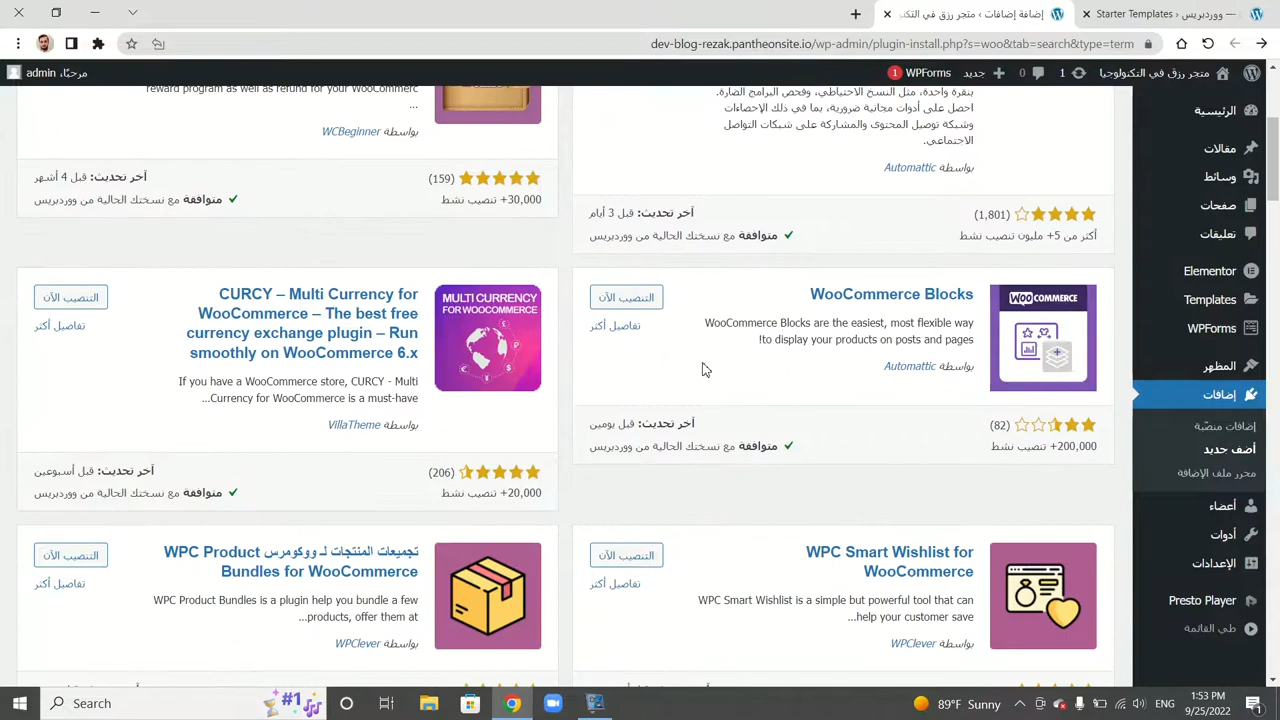 إضافة إضافات ‹ متجر رزق في التكنو
Starter Templates ‹ ووردبريس —
dev-blog-rezak.pantheonsite.io/wp-admin/plugin-install.php?s=woo&tab=search&type=term
متجر رزق في التكنولوجيا
1
0
جديد
WPForms 1
مرحبًا، admin
الرئيسية
مقالات
وسائط
صفحات
تعليقات
Elementor
Templates
WPForms
المظهر
إضافات
إضافات منصّبة
أضف جديد
محرر ملف الإضافة
أعضاء
أدوات
الإعدادات
Presto Player
طي القائمة
بنقرة واحدة، مثل النسخ الاحتياطي، وفحص البرامج الضارة.
احصل على أدوات مجانية ضرورية، بما في ذلك الإحصاءات
وشبكة توصيل المحتوى والمشاركة على شبكات التواصل
الاجتماعي.
بواسطة Automattic
(1,801)
أكثر من 5+ مليون تنصيب نشط
آخر تحديث: قبل 3 أيام
متوافقة مع نسختك الحالية من ووردبريس
reward program as well as refund for your WooCommerc
...
بواسطة WCBeginner
(159)
30,000+ تنصيب نشط
آخر تحديث: قبل 4 أشهر
متوافقة مع نسختك الحالية من ووردبريس
WOO COMMERCE
WooCommerce Blocks
WooCommerce Blocks are the easiest, most flexible way
to display your products on posts and pages!
بواسطة Automattic
التنصيب الآن
تفاصيل أكثر
(82)
200,000+ تنصيب نشط
آخر تحديث: قبل يومين
متوافقة مع نسختك الحالية من ووردبريس
MULTI CURRENCY
FOR WOOCOMMERCE
CURCY – Multi Currency for
WooCommerce – The best free
currency exchange plugin – Run
smoothly on WooCommerce 6.x
If you have a WooCommerce store, CURCY - Multi
Currency for WooCommerce is a must-have...
بواسطة VillaTheme
التنصيب الآن
تفاصيل أكثر
(206)
20,000+ تنصيب نشط
آخر تحديث: قبل أسبوعين
متوافقة مع نسختك الحالية من ووردبريس
WPC Smart Wishlist for
WooCommerce
WPC Smart Wishlist is a simple but powerful tool that can
help your customer save...
بواسطة WPClever
التنصيب الآن
تفاصيل أكثر
تجميعات المنتجات لـ ووكومرس WPC Product
Bundles for WooCommerce
WPC Product Bundles is a plugin help you bundle a few
products, offer them at...
بواسطة WPClever
التنصيب الآن
تفاصيل أكثر
Search
#1
89°F Sunny
ENG
1:53 PM
9/25/2022
1